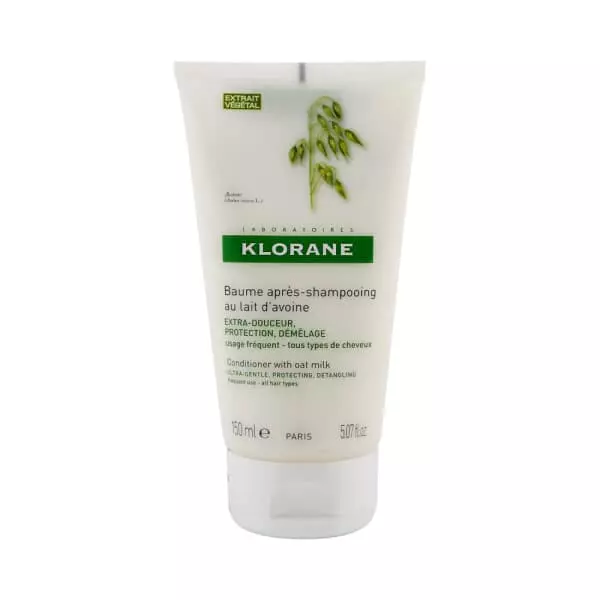 EXTRAIT
VÉGÉTAL
LABORATOIRES
KLORANE
Baume après-shampooing
au lait d'avoine
EXTRA-DOUCEUR,
PROTECTION, DÉMÊLAGE
usage fréquent - tous types de cheveux
Conditioner with oat milk
ULTRA-GENTLE, PROTECTING, DETANGLING
frequent use - all hair types
150 ml e PARIS 5.07 fl.oz